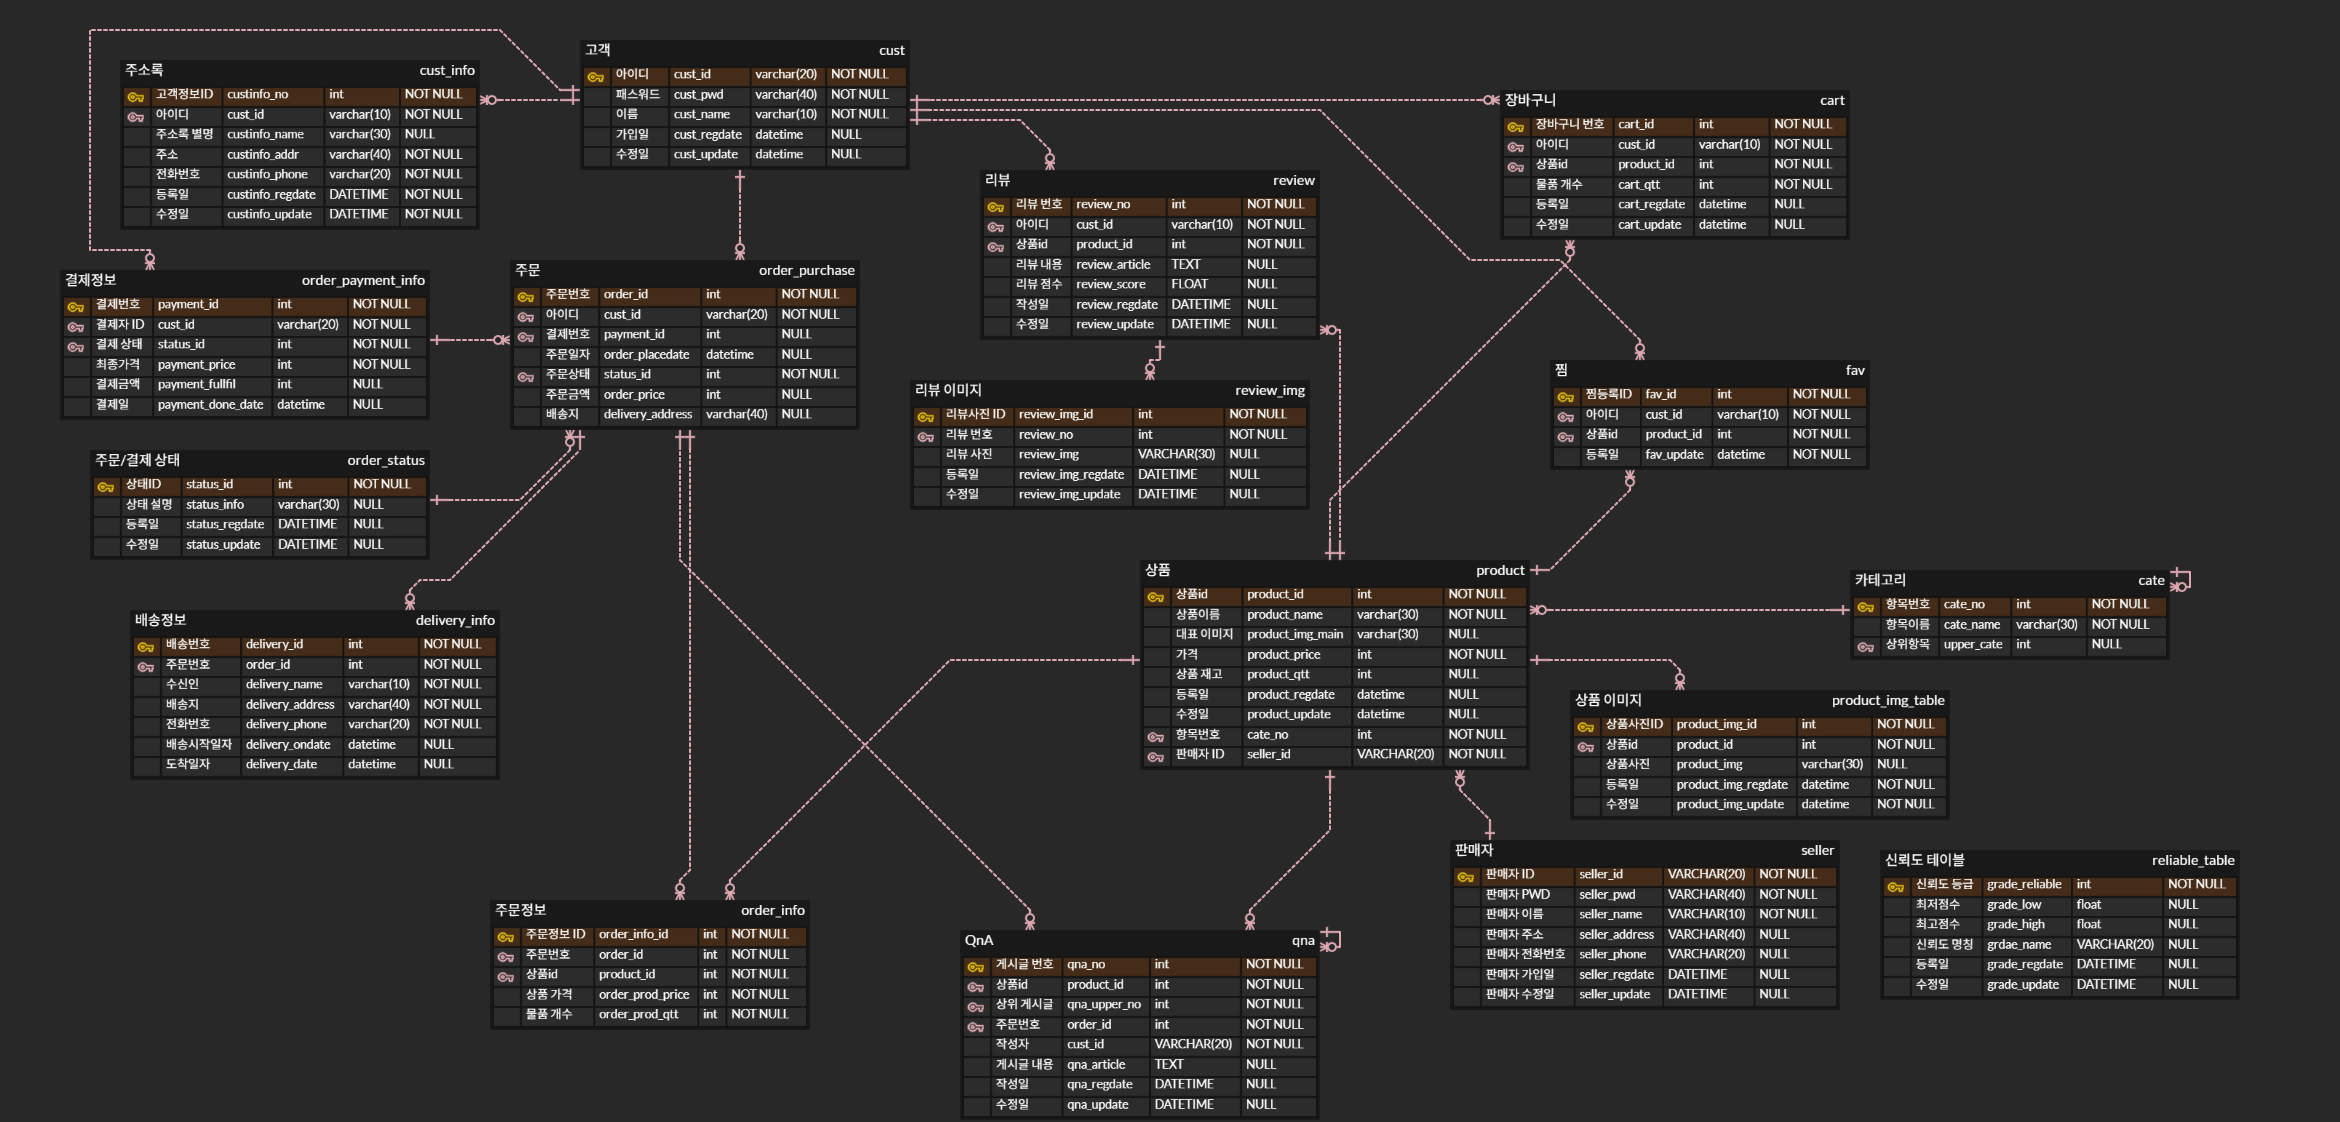 고객 cust
아이디 cust_id varchar(20) NOT NULL
패스워드 cust_pwd varchar(40) NOT NULL
이름 cust_name varchar(10) NOT NULL
가입일 cust_regdate datetime NULL
수정일 cust_update datetime NULL
주소록 cust_info
고객정보ID custinfo_no int NOT NULL
아이디 cust_id varchar(10) NOT NULL
주소록 별명 custinfo_name varchar(30) NULL
주소 custinfo_addr varchar(40) NOT NULL
전화번호 custinfo_phone varchar(20) NOT NULL
등록일 custinfo_regdate DATETIME NOT NULL
수정일 custinfo_update DATETIME NOT NULL
장바구니 cart
장바구니 번호 cart_id int NOT NULL
아이디 cust_id varchar(10) NOT NULL
상품id product_id int NOT NULL
물품 개수 cart_qtt int NOT NULL
등록일 cart_regdate datetime NULL
수정일 cart_update datetime NULL
리뷰 review
리뷰 번호 review_no int NOT NULL
아이디 cust_id varchar(10) NOT NULL
상품id product_id int NOT NULL
리뷰 내용 review_article TEXT NULL
리뷰 점수 review_score FLOAT NULL
작성일 review_regdate DATETIME NULL
수정일 review_update DATETIME NULL
결제정보 order_payment_info
결제번호 payment_id int NOT NULL
결제자 ID cust_id varchar(20) NOT NULL
결제 상태 status_id int NOT NULL
최종가격 payment_price int NOT NULL
결제금액 payment_fullfil int NULL
결제일 payment_done_date datetime NULL
주문 order_purchase
주문번호 order_id int NOT NULL
아이디 cust_id varchar(20) NOT NULL
결제번호 payment_id int NULL
주문일자 order_placedate datetime NULL
주문상태 status_id int NOT NULL
주문금액 order_price int NULL
배송지 delivery_address varchar(40) NULL
리뷰 이미지 review_img
리뷰사진 ID review_img_id int NOT NULL
리뷰 번호 review_no int NOT NULL
리뷰 사진 review_img VARCHAR(30) NULL
등록일 review_img_regdate DATETIME NULL
수정일 review_img_update DATETIME NULL
찜 fav
찜등록ID fav_id int NOT NULL
아이디 cust_id varchar(10) NOT NULL
상품id product_id int NOT NULL
등록일 fav_update datetime NOT NULL
주문/결제 상태 order_status
상태ID status_id int NOT NULL
상태 설명 status_info varchar(30) NULL
등록일 status_regdate DATETIME NULL
수정일 status_update DATETIME NULL
상품 product
상품id product_id int NOT NULL
상품이름 product_name varchar(30) NOT NULL
대표 이미지 product_img_main varchar(30) NULL
가격 product_price int NOT NULL
상품 재고 product_qtt int NULL
등록일 product_regdate datetime NULL
수정일 product_update datetime NULL
항목번호 cate_no int NOT NULL
판매자 ID seller_id VARCHAR(20) NOT NULL
카테고리 cate
항목번호 cate_no int NOT NULL
항목이름 cate_name varchar(30) NOT NULL
상위항목 upper_cate int NULL
배송정보 delivery_info
배송번호 delivery_id int NOT NULL
주문번호 order_id int NOT NULL
수신인 delivery_name varchar(10) NOT NULL
배송지 delivery_address varchar(40) NOT NULL
전화번호 delivery_phone varchar(20) NOT NULL
배송시작일자 delivery_ondate datetime NULL
도착일자 delivery_date datetime NULL
상품 이미지 product_img_table
상품사진ID product_img_id int NOT NULL
상품id product_id int NOT NULL
상품사진 product_img varchar(30) NULL
등록일 product_img_regdate datetime NOT NULL
수정일 product_img_update datetime NOT NULL
판매자 seller
판매자 ID seller_id VARCHAR(20) NOT NULL
판매자 PWD seller_pwd VARCHAR(40) NOT NULL
판매자 이름 seller_name VARCHAR(10) NOT NULL
판매자 주소 seller_address VARCHAR(40) NULL
판매자 전화번호 seller_phone VARCHAR(20) NULL
판매자 가입일 seller_regdate DATETIME NULL
판매자 수정일 seller_update DATETIME NULL
신뢰도 테이블 reliable_table
신뢰도 등급 grade_reliable int NOT NULL
최저점수 grade_low float NULL
최고점수 grade_high float NULL
신뢰도 명칭 grdae_name VARCHAR(20) NULL
등록일 grade_regdate DATETIME NULL
수정일 grade_update DATETIME NULL
주문정보 order_info
주문정보 ID order_info_id int NOT NULL
주문번호 order_id int NOT NULL
상품id product_id int NOT NULL
상품 가격 order_prod_price int NOT NULL
물품 개수 order_prod_qtt int NOT NULL
QnA qna
게시글 번호 qna_no int NOT NULL
상품id product_id int NOT NULL
상위 게시글 qna_upper_no int NOT NULL
주문번호 order_id int NOT NULL
작성자 cust_id VARCHAR(20) NOT NULL
게시글 내용 qna_article TEXT NULL
작성일 qna_regdate DATETIME NULL
수정일 qna_update DATETIME NULL